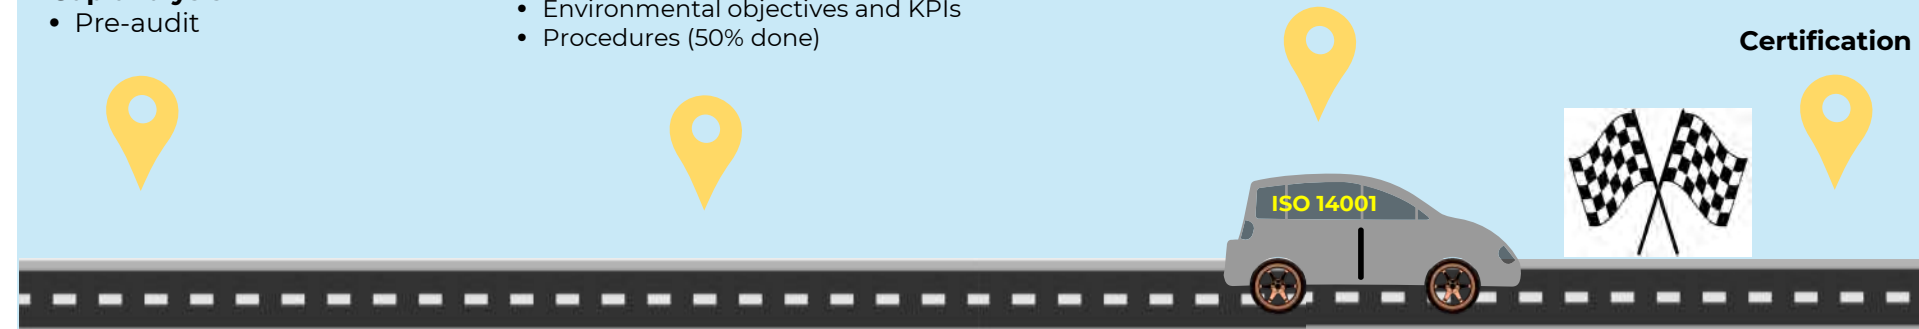 • Pre-audit
• Environmental objectives and KPIs
• Procedures (50% done)
Certification
ISO 14001